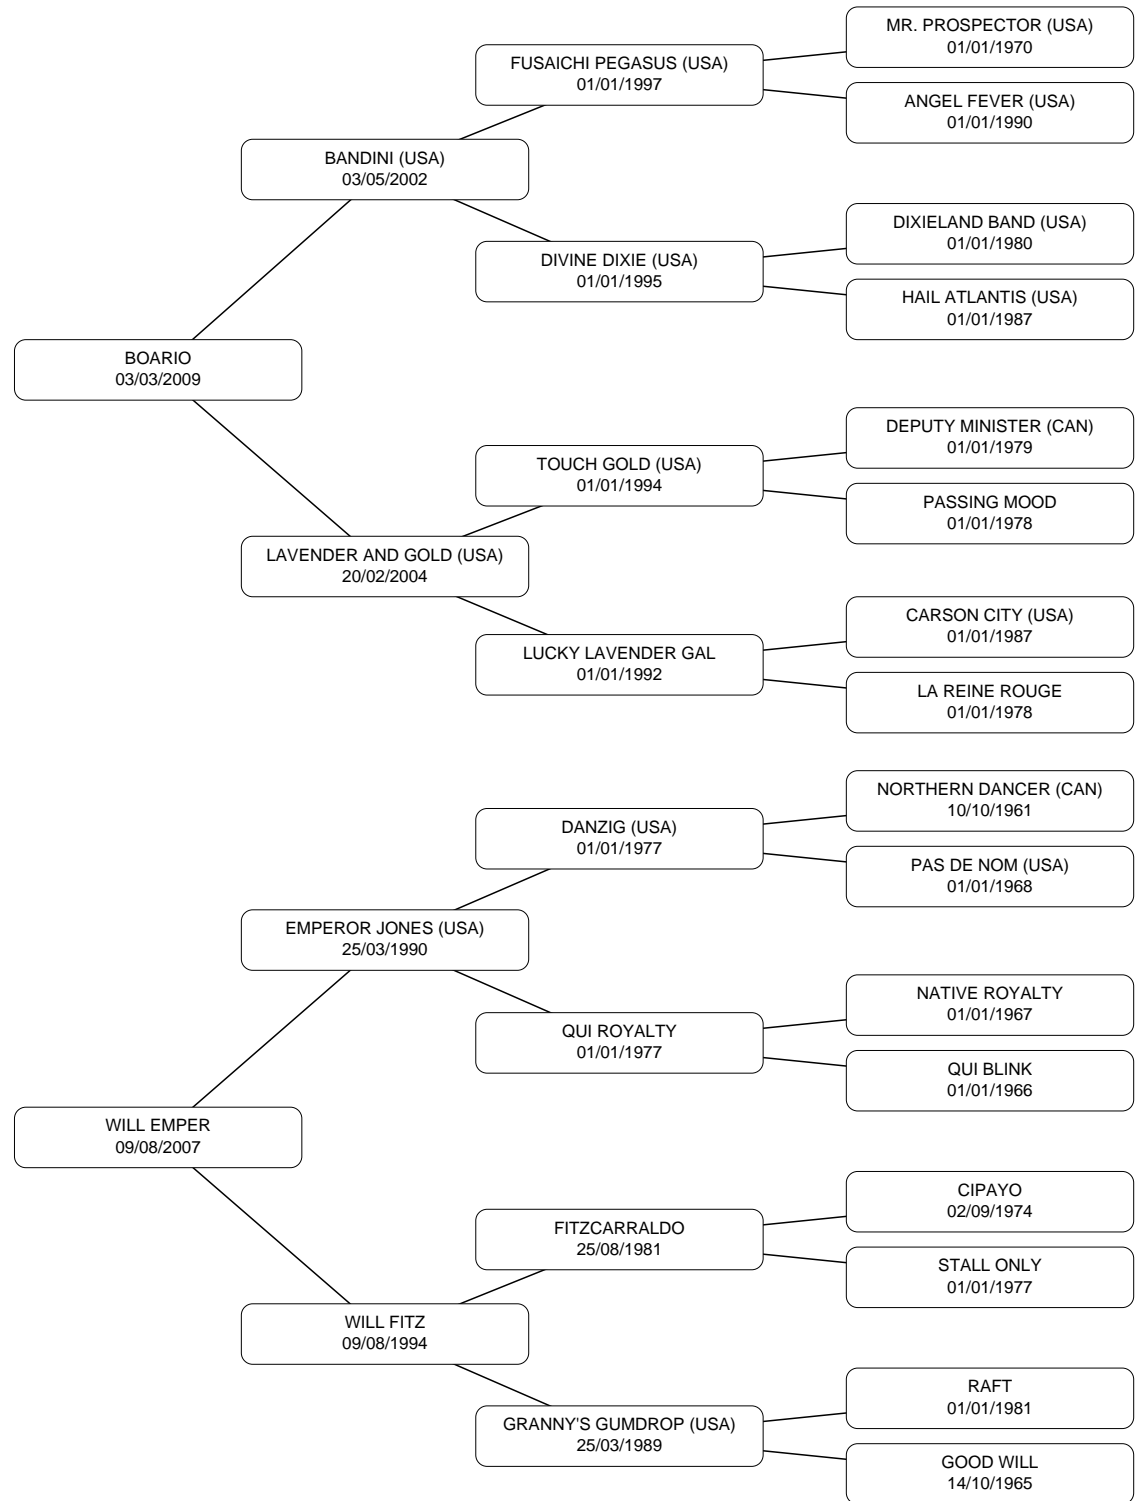 MR. PROSPECTOR (USA)
01/01/1970
FUSAICHI PEGASUS (USA)
01/01/1997
ANGEL FEVER (USA)
01/01/1990
BANDINI (USA)
03/05/2002
DIXIELAND BAND (USA)
01/01/1980
DIVINE DIXIE (USA)
01/01/1995
HAIL ATLANTIS (USA)
01/01/1987
BOARIO
03/03/2009
DEPUTY MINISTER (CAN)
01/01/1979
TOUCH GOLD (USA)
01/01/1994
PASSING MOOD
01/01/1978
LAVENDER AND GOLD (USA)
20/02/2004
CARSON CITY (USA)
01/01/1987
LUCKY LAVENDER GAL
01/01/1992
LA REINE ROUGE
01/01/1978
NORTHERN DANCER (CAN)
10/10/1961
DANZIG (USA)
01/01/1977
PAS DE NOM (USA)
01/01/1968
EMPEROR JONES (USA)
25/03/1990
NATIVE ROYALTY
01/01/1967
QUI ROYALTY
01/01/1977
QUI BLINK
01/01/1966
WILL EMPER
09/08/2007
CIPAYO
02/09/1974
FITZCARRALDO
25/08/1981
STALL ONLY
01/01/1977
WILL FITZ
09/08/1994
RAFT
01/01/1981
GRANNY'S GUMDROP (USA)
25/03/1989
GOOD WILL
14/10/1965